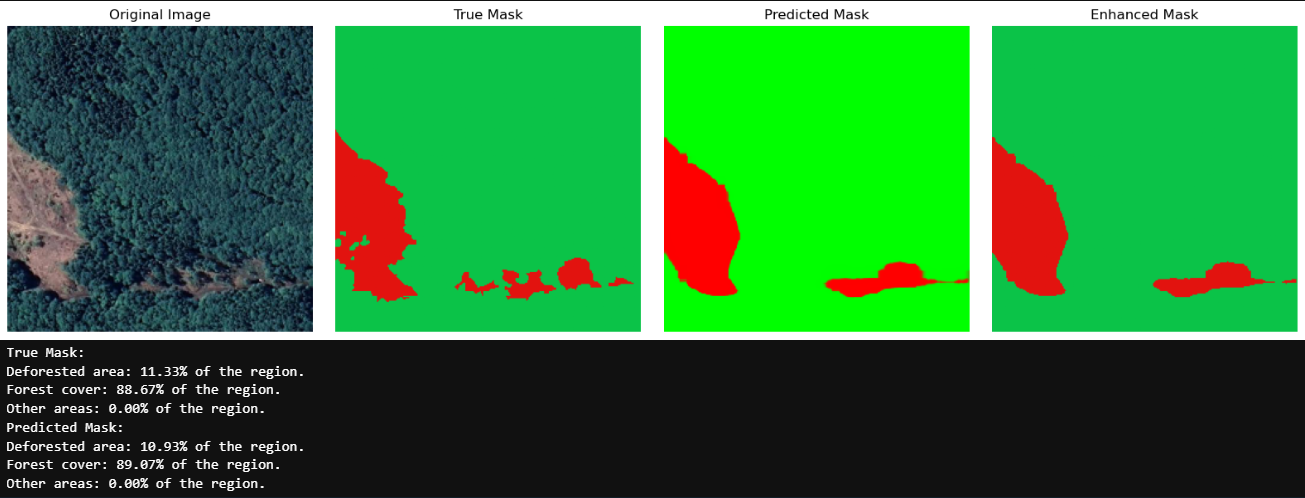 Original Image
True Mask
Predicted Mask
Enhanced Mask
True Mask:
Deforested area: 11.33% of the region.
Forest cover: 88.67% of the region.
Other areas: 0.00% of the region.
Predicted Mask:
Deforested area: 10.93% of the region.
Forest cover: 89.07% of the region.
Other areas: 0.00% of the region.